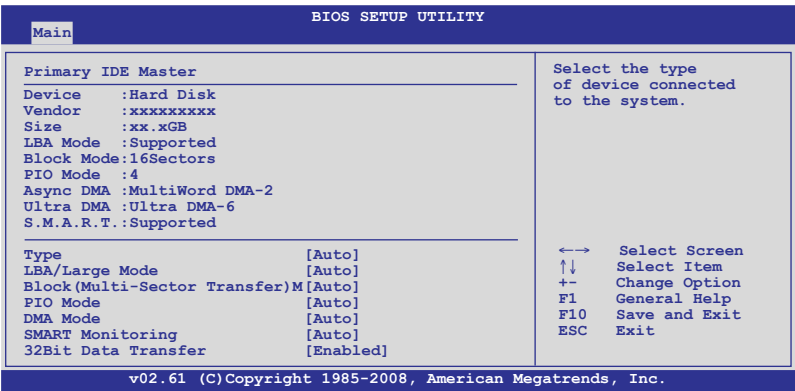 BIOS SETUP UTILITY
Main
Primary IDE Master
Device :Hard Disk
Vendor :xxxxxxxxx
Size :xx.xGB
LBA Mode :Supported
Block Mode:16Sectors
PIO Mode :4
Async DMA :MultiWord DMA-2
Ultra DMA :Ultra DMA-6
S.M.A.R.T.:Supported
Type [Auto]
LBA/Large Mode [Auto]
Block(Multi-Sector Transfer)M[Auto]
PIO Mode [Auto]
DMA Mode [Auto]
SMART Monitoring [Auto]
32Bit Data Transfer [Enabled]
Select the type
of device connected
to the system.
←→ Select Screen
↑↓ Select Item
+- Change Option
F1 General Help
F10 Save and Exit
ESC Exit
v02.61 (C)Copyright 1985-2008, American Megatrends, Inc.